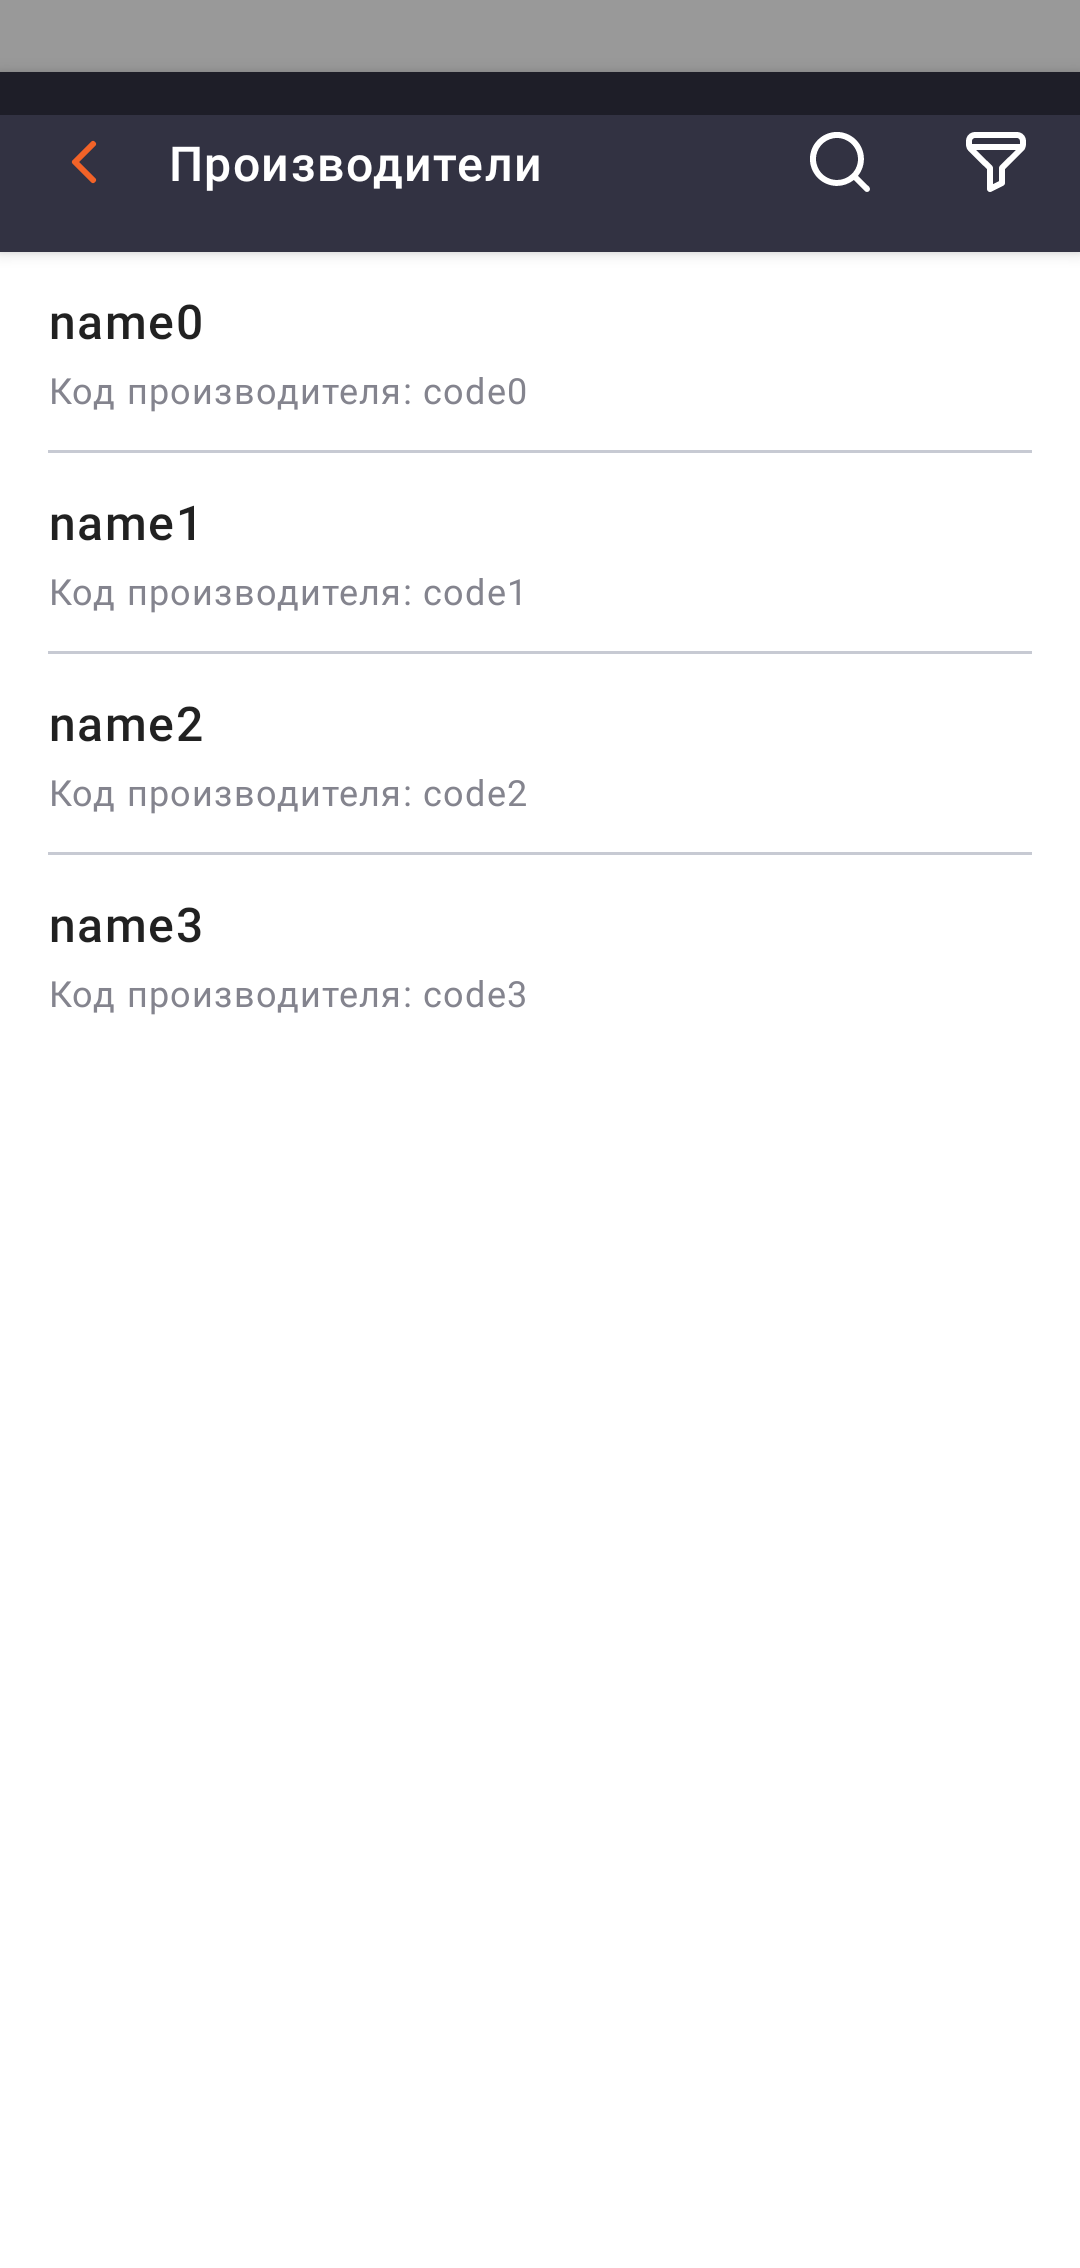 Производители
name0
Код производителя: code0
name1
Код производителя: code1
name2
Код производителя: code2
name3
Код производителя: code3